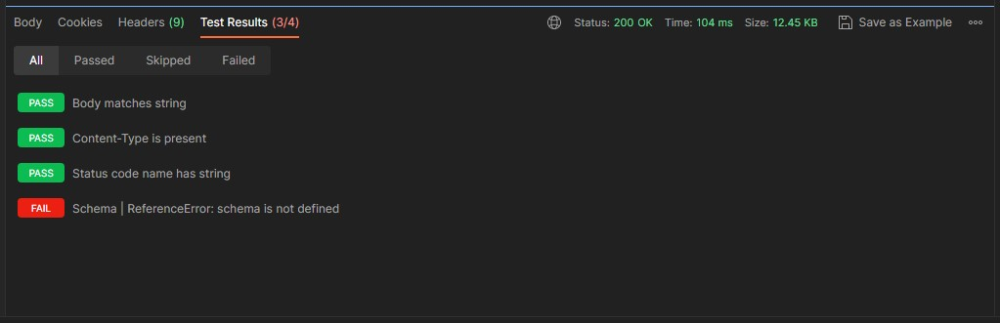 Body Cookies Headers (9) Test Results (3/4) Status: 200 OK Time: 104 ms Size: 12.45 KB Save as Example
All Passed Skipped Failed
PASS Body matches string
PASS Content-Type is present
PASS Status code name has string
FAIL Schema | ReferenceError: schema is not defined